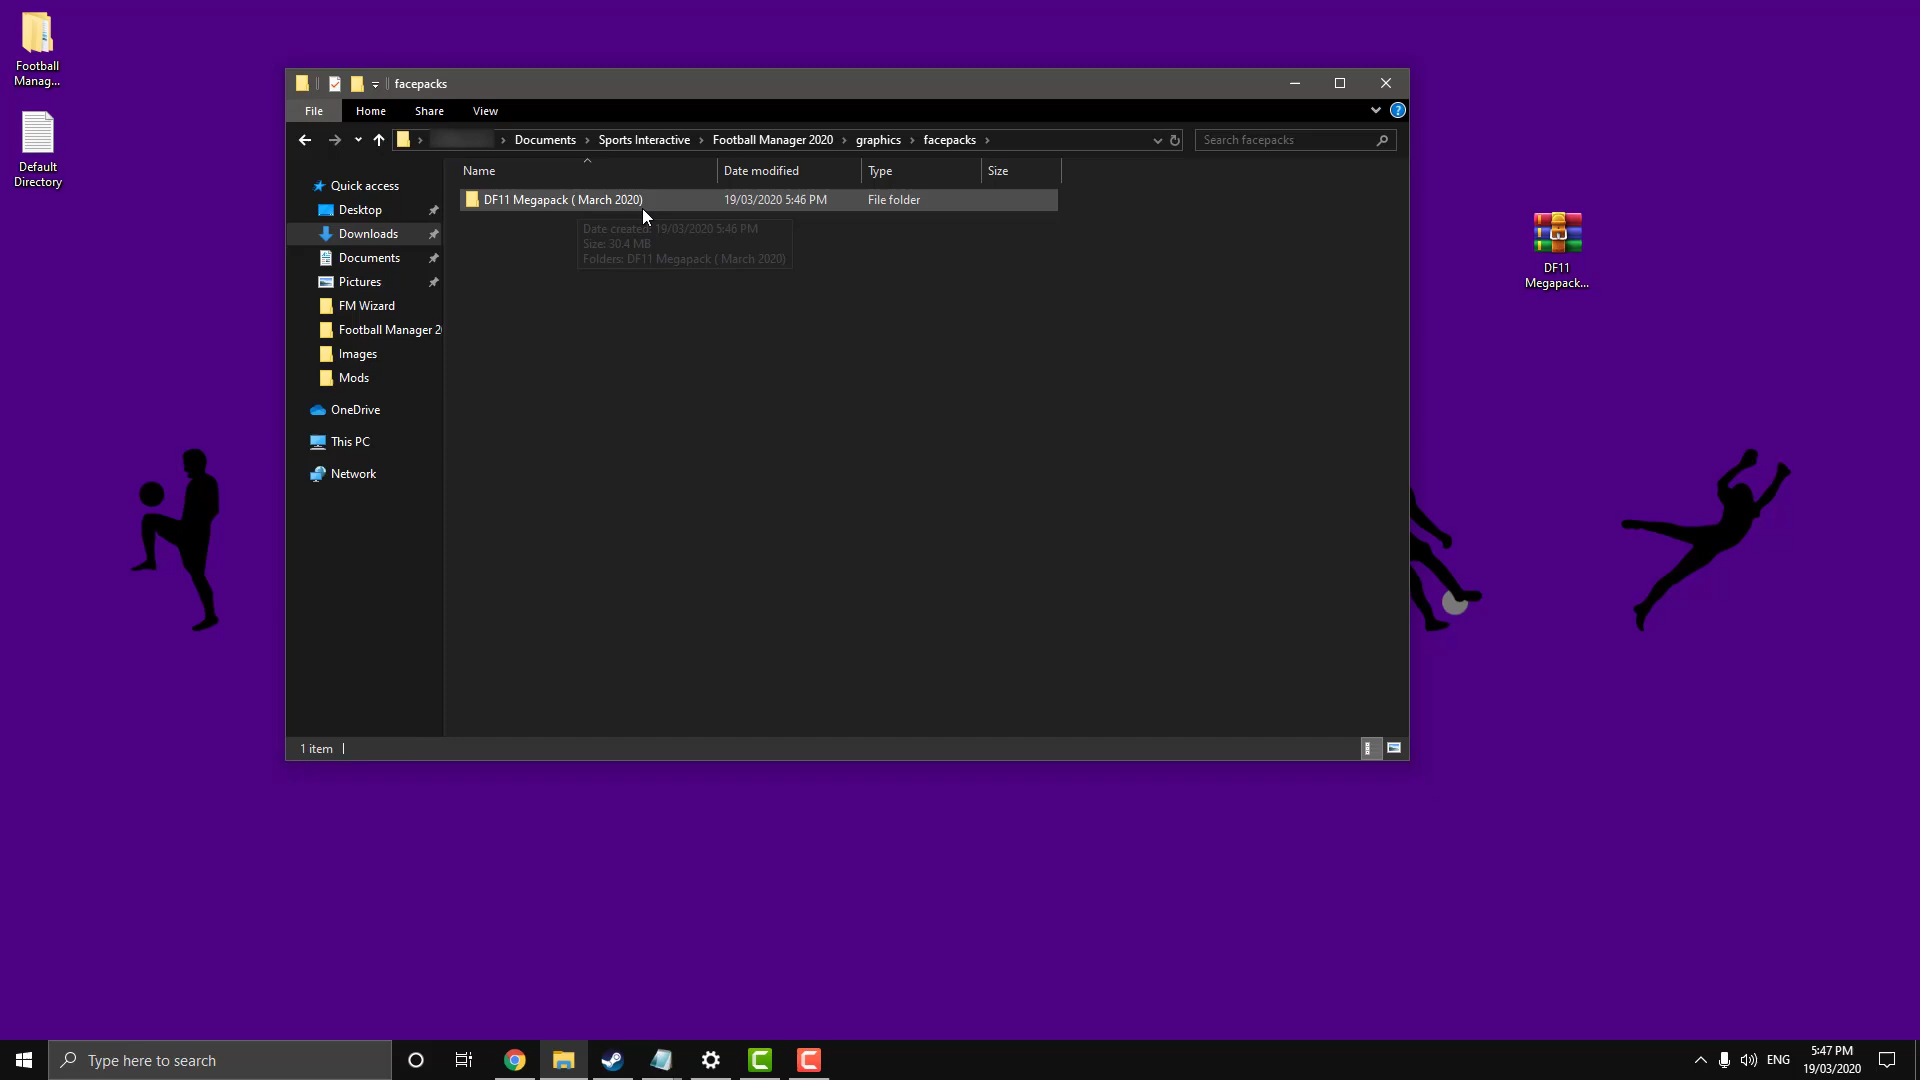 Football
Manag...
Default
Directory
facepacks
File
Home
Share
View
Documents
Sports Interactive
Football Manager 2020
graphics
facepacks
Search facepacks
Name
Date modified
Type
Size
DF11 Megapack ( March 2020)
19/03/2020 5:46 PM
File folder
Date created: 19/03/2020 5:46 PM
Size: 30.4 MB
Folders: DF11 Megapack ( March 2020)
Quick access
Desktop
Downloads
Documents
Pictures
FM Wizard
Football Manager 2
Images
Mods
OneDrive
This PC
Network
1 item
DF11
Megapack...
Type here to search
ENG
5:47 PM
19/03/2020